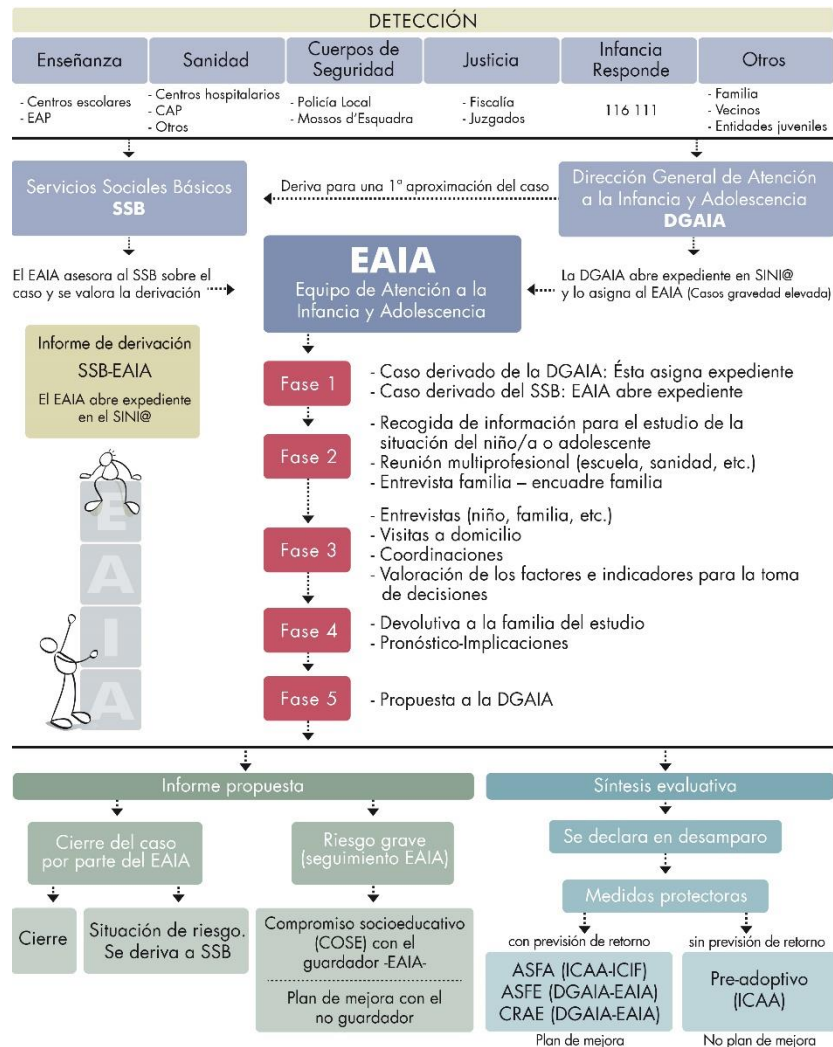 DETECCIÓN
Enseñanza
- Centros escolares
- EAP
Sanidad
- Centros hospitalarios
- CAP
- Otros
Cuerpos de
Seguridad
- Policía Local
- Mossos d'Esquadra
Justicia
- Fiscalía
- Juzgados
Infancia
Responde
116 111
Otros
- Familia
- Vecinos
- Entidades juveniles
Servicios Sociales Básicos
SSB
Deriva para una 1ª aproximación del caso
Dirección General de Atención
a la Infancia y Adolescencia
DGAIA
El EAIA asesora al SSB sobre el
caso y se valora la derivación
EAIA
Equipo de Atención a la
Infancia y Adolescencia
La DGAIA abre expediente en SINI@
y lo asigna al EAIA (Casos gravedad elevada)
Informe de derivación
SSB-EAIA
El EAIA abre expediente
en el SINI@
E
A
I
A
Fase 1
- Caso derivado de la DGAIA: Ésta asigna expediente
- Caso derivado del SSB: EAIA abre expediente
Fase 2
- Recogida de información para el estudio de la
situación del niño/a o adolescente
- Reunión multiprofesional (escuela, sanidad, etc.)
- Entrevista familia – encuadre familia
Fase 3
- Entrevistas (niño, familia, etc.)
- Visitas a domicilio
- Coordinaciones
- Valoración de los factores e indicadores para la toma
de decisiones
Fase 4
- Devolutiva a la familia del estudio
- Pronóstico-Implicaciones
Fase 5
- Propuesta a la DGAIA
Informe propuesta
Cierre del caso
por parte del EAIA
Cierre
Situación de riesgo.
Se deriva a SSB
Riesgo grave
(seguimiento EAIA)
Compromiso socioeducativo
(COSE) con el
guardador -EAIA-
Plan de mejora con el
no guardador
Síntesis evaluativa
Se declara en desamparo
Medidas protectoras
con previsión de retorno
ASFA (ICAA-ICIF)
ASFE (DGAIA-EAIA)
CRAE (DGAIA-EAIA)
Plan de mejora
sin previsión de retorno
Pre-adoptivo
(ICAA)
No plan de mejora